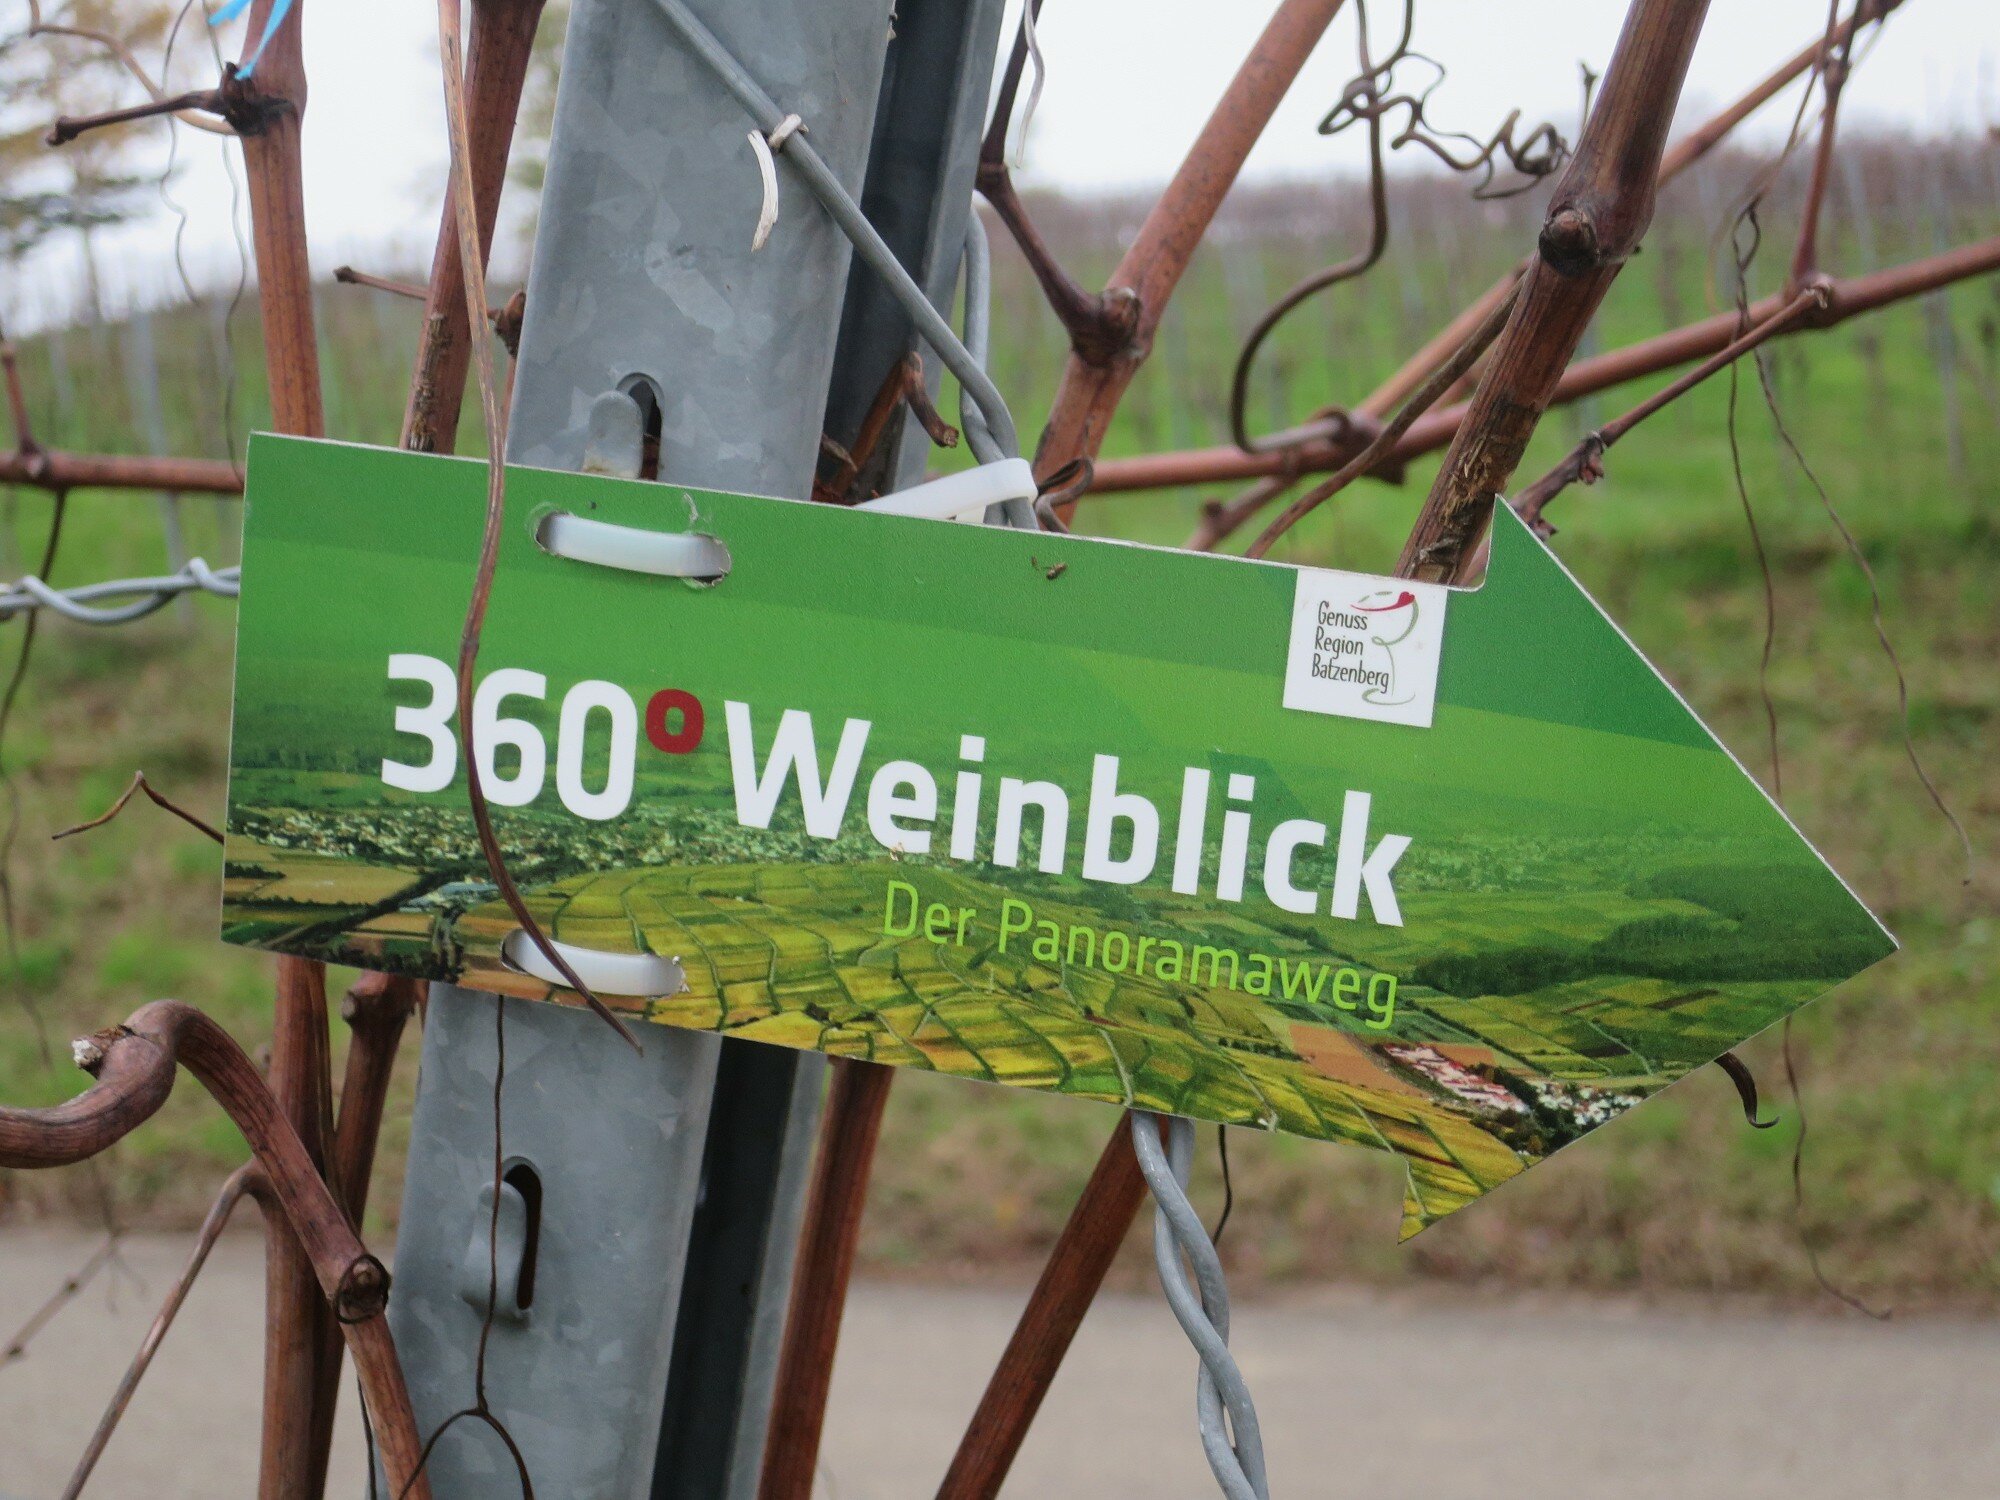 Genuss
Region
Batzenberg
360° Weinblick
Der Panoramaweg